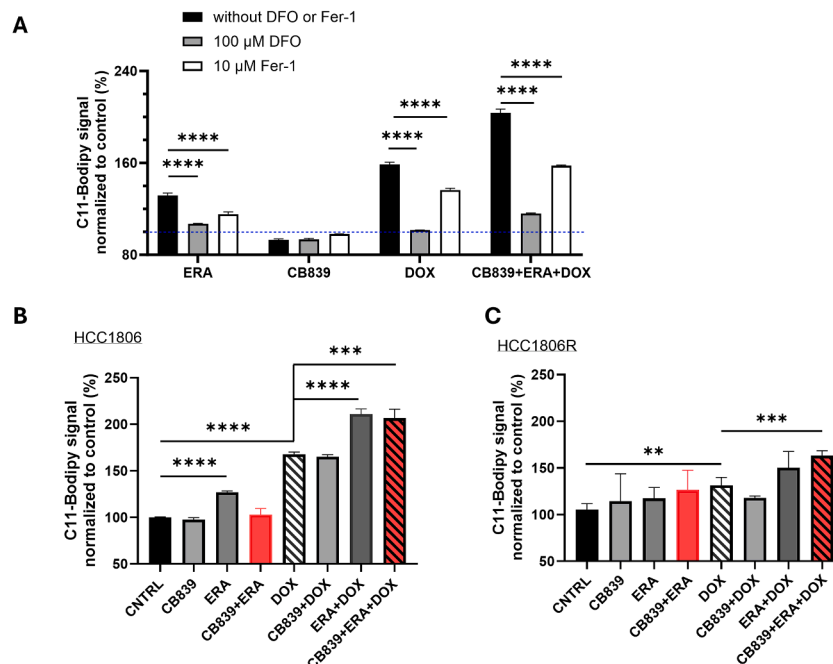 A
without DFO or Fer-1
100 µM DFO
10 µM Fer-1
C11-Bodipy signal
normalized to control (%)
240
160
80
****
****
****
****
****
****
ERA
CB839
DOX
CB839+ERA+DOX
B
HCC1806
C11-Bodipy signal
normalized to control (%)
250
200
150
100
50
***
****
****
****
CNTRL
CB839
ERA
CB839+ERA
DOX
CB839+DOX
ERA+DOX
CB839+ERA+DOX
C
HCC1806R
C11-Bodipy signal
normalized to control (%)
250
200
150
100
50
***
**
CNTRL
CB839
ERA
CB839+ERA
DOX
CB839+DOX
ERA+DOX
CB839+ERA+DOX